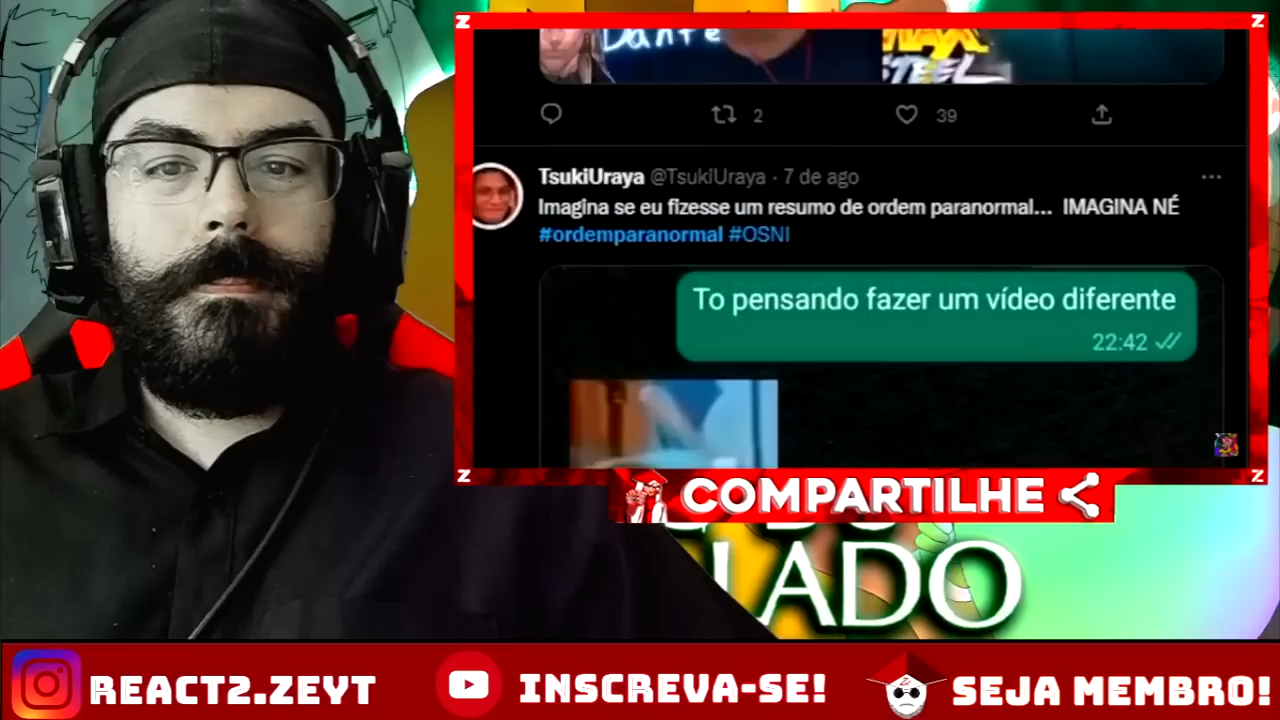 Z
Z
Dante
MAX
STEEL
2
39
TsukiUraya @TsukiUraya · 7 de ago
Imagina se eu fizesse um resumo de ordem paranormal... IMAGINA NÉ
#ordemparanormal #OSNI
To pensando fazer um vídeo diferente
22:42
Z
Z
COMPARTILHE
LADO
REACT2.ZEYT
INSCREVA-SE!
SEJA MEMBRO!